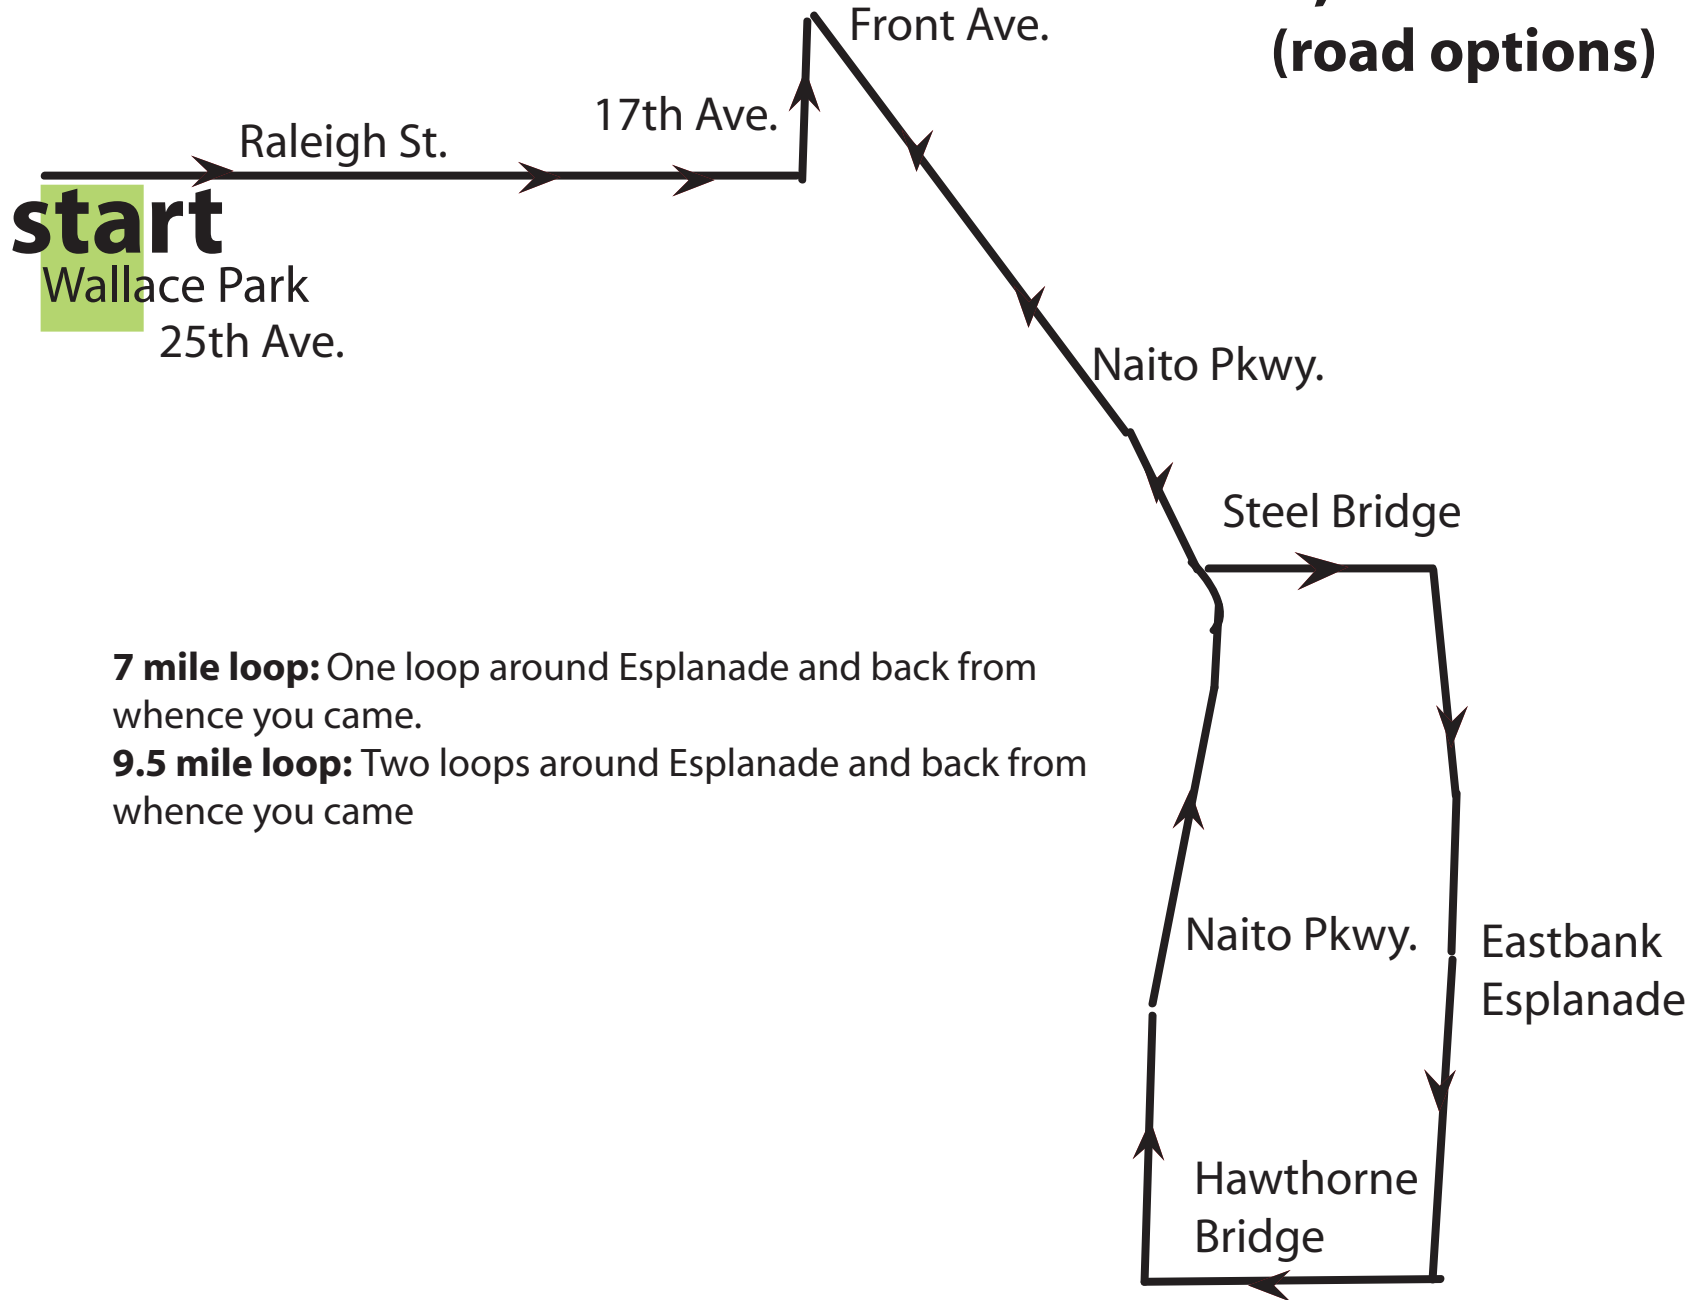 (road options)
Front Ave.
17th Ave.
Raleigh St.
start
Wallace Park
25th Ave.
Naito Pkwy.
Steel Bridge
7 mile loop: One loop around Esplanade and back from
whence you came.
9.5 mile loop: Two loops around Esplanade and back from
whence you came
Naito Pkwy.
Eastbank
Esplanade
Hawthorne
Bridge